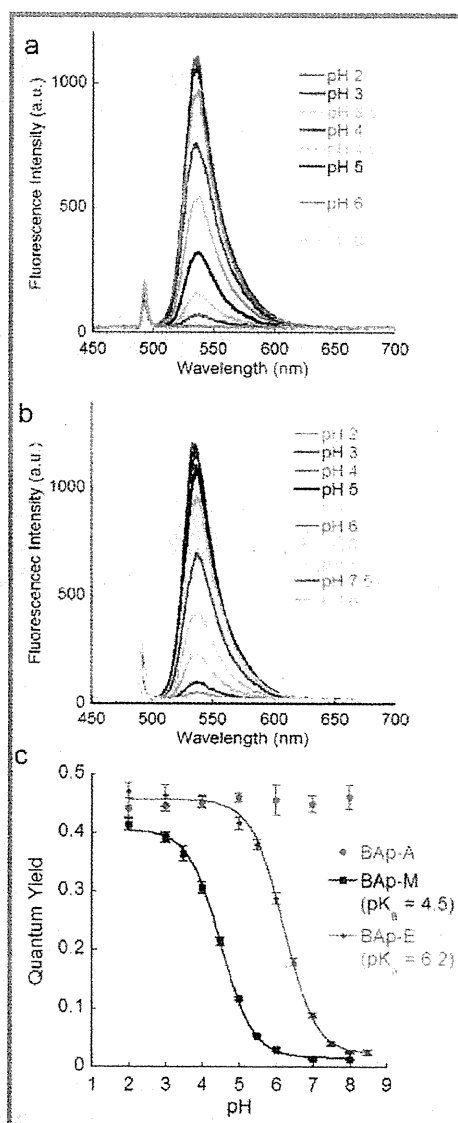 a
Fluorescence Intensity (a.u.)
1000
500
0
pH 2
pH 3
pH 4
pH 5
pH 6
450 500 550 600 650 700
Wavelength (nm)
b
Fluorescencec Intensity (a.u.)
1000
500
0
pH 2
pH 3
pH 4
pH 5
pH 6
pH 7.5
450 500 550 600 650 700
Wavelength (nm)
c
Quantum Yield
0.5
0.4
0.3
0.2
0.1
0
BAp-A
BAp-M
(pKa = 4.5)
BAp-E
(pKa = 6.2)
1 2 3 4 5 6 7 8 9
pH